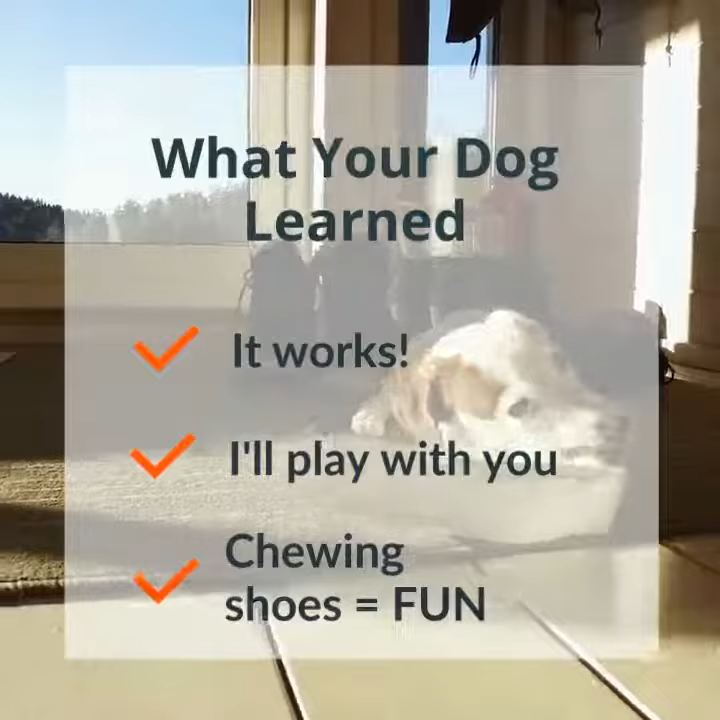 What Your Dog
Learned
It works!
I'll play with you
Chewing
shoes = FUN